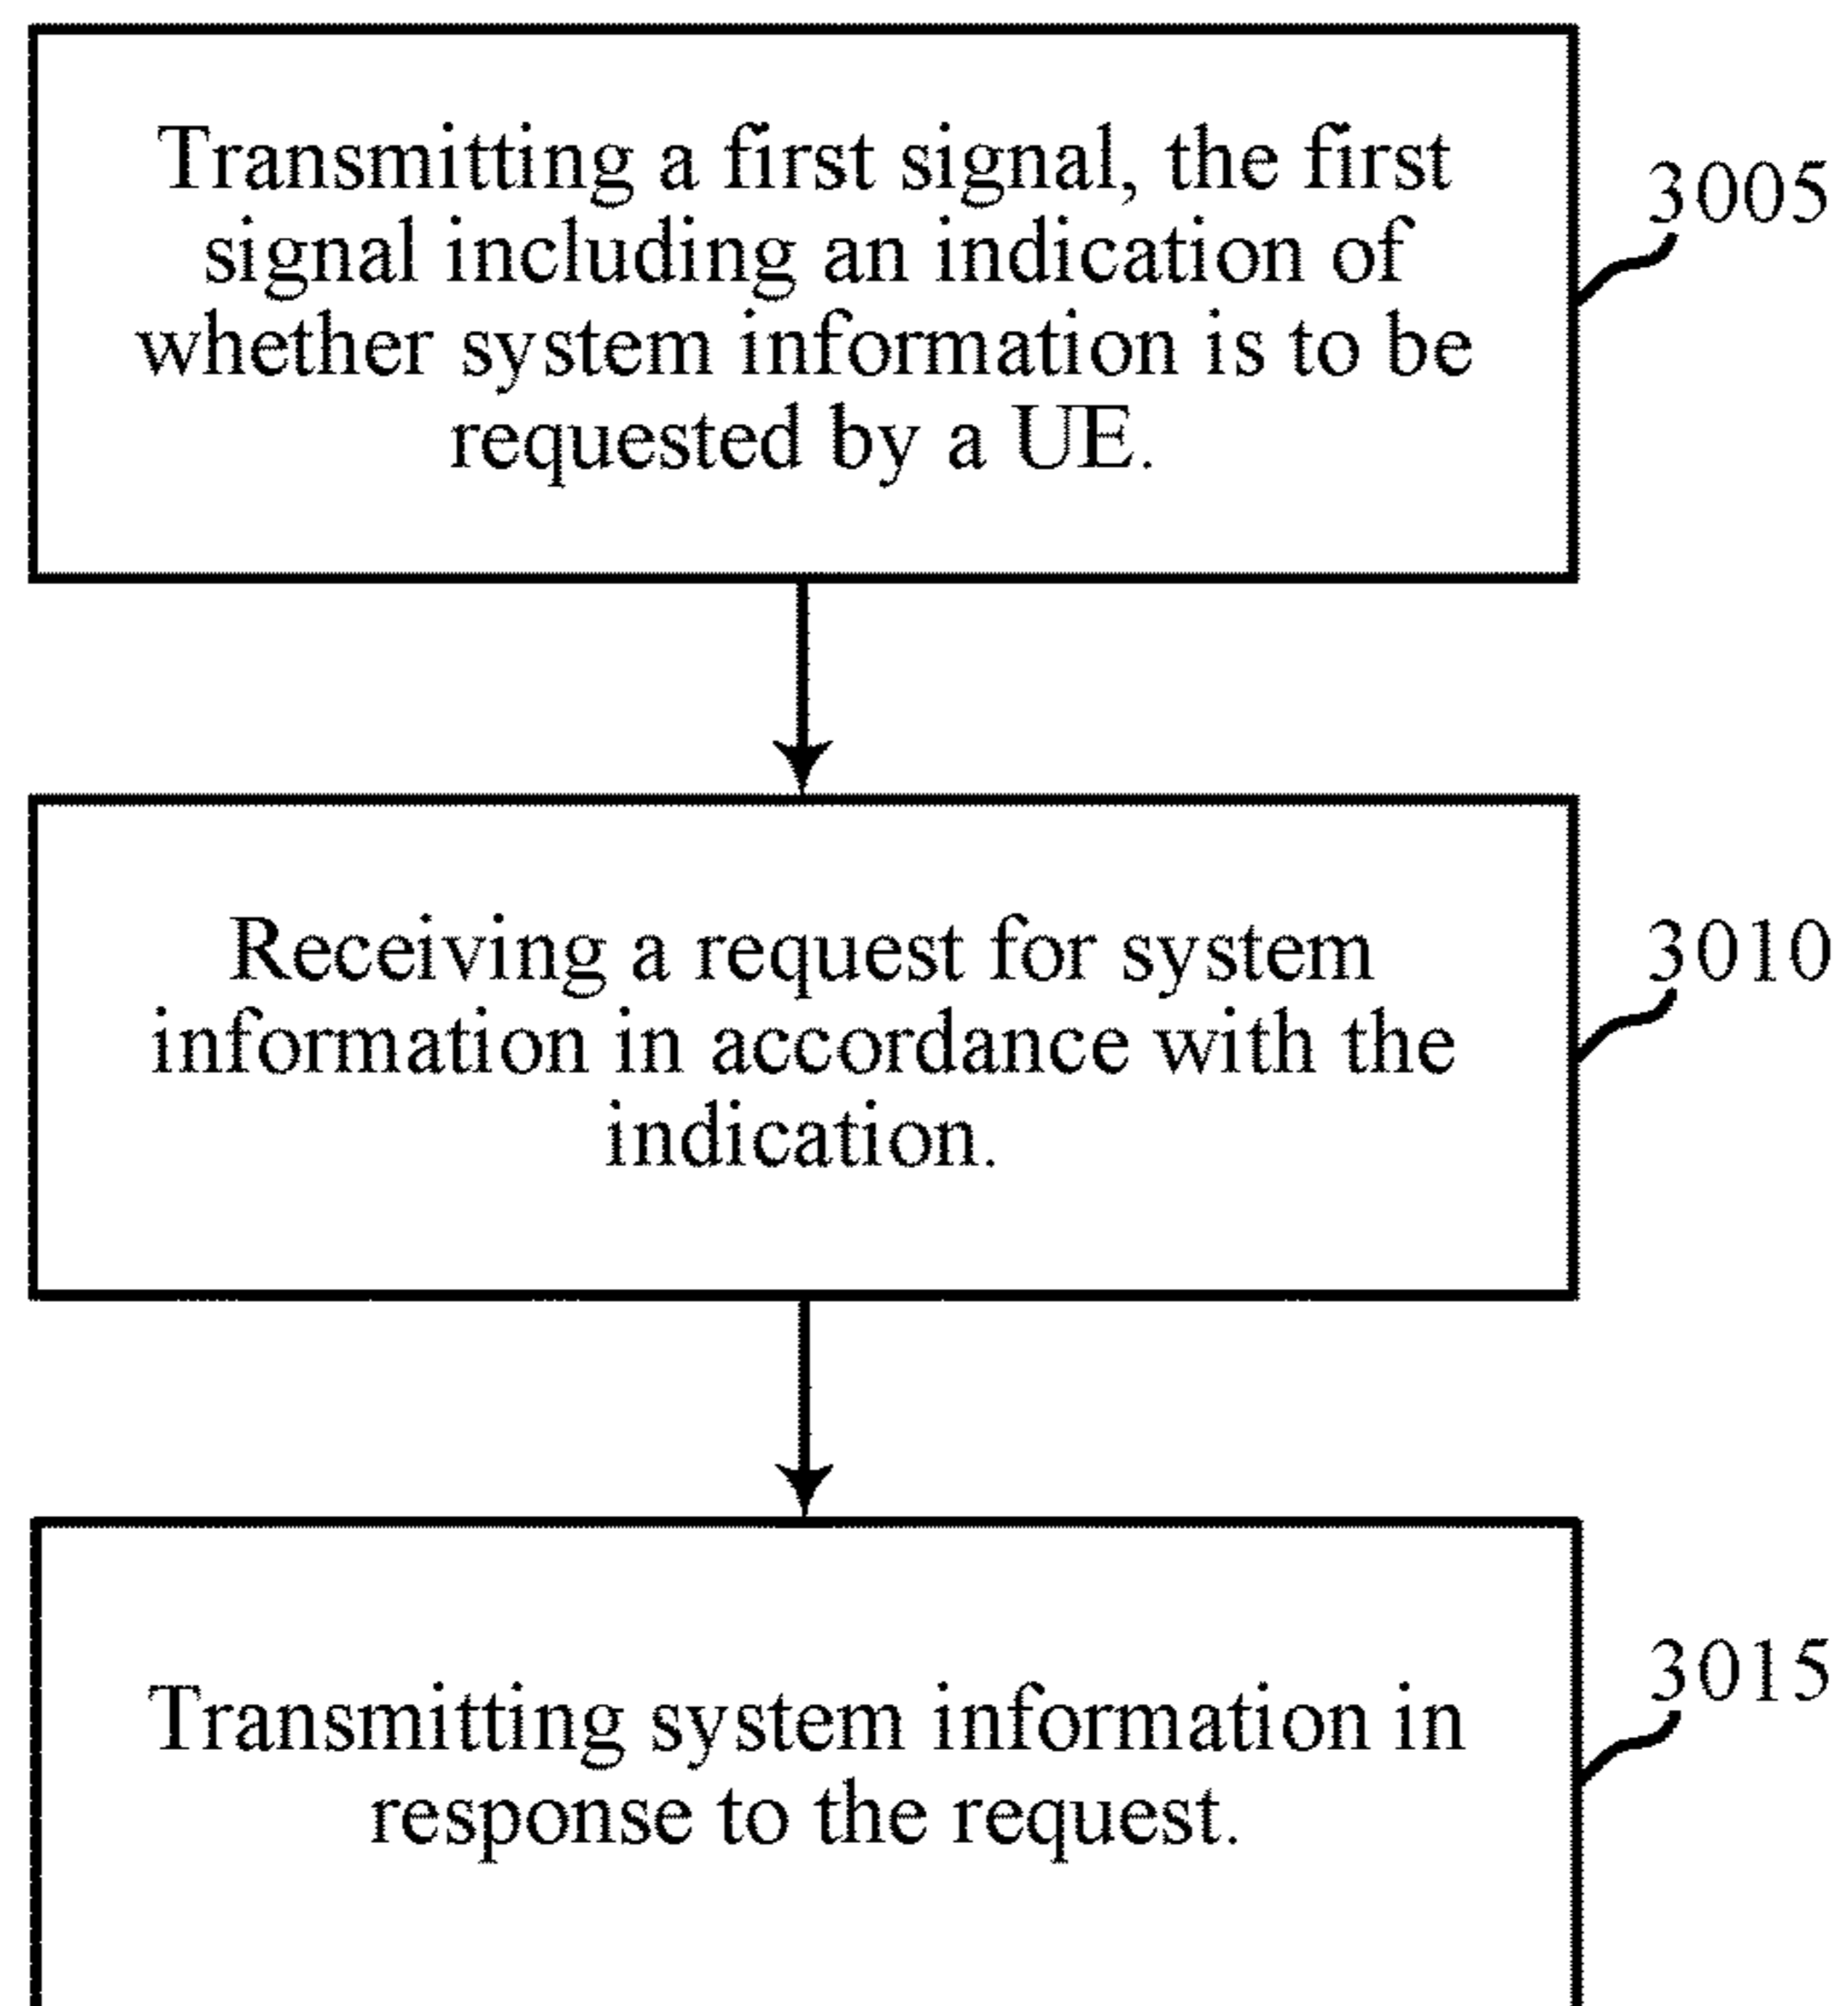 Transmitting a first signal, the first
signal including an indication of
whether system information is to be
requested by a UE.
3005
Receiving a request for system
information in accordance with the
indication.
3010
Transmitting system information in
response to the request.
3015